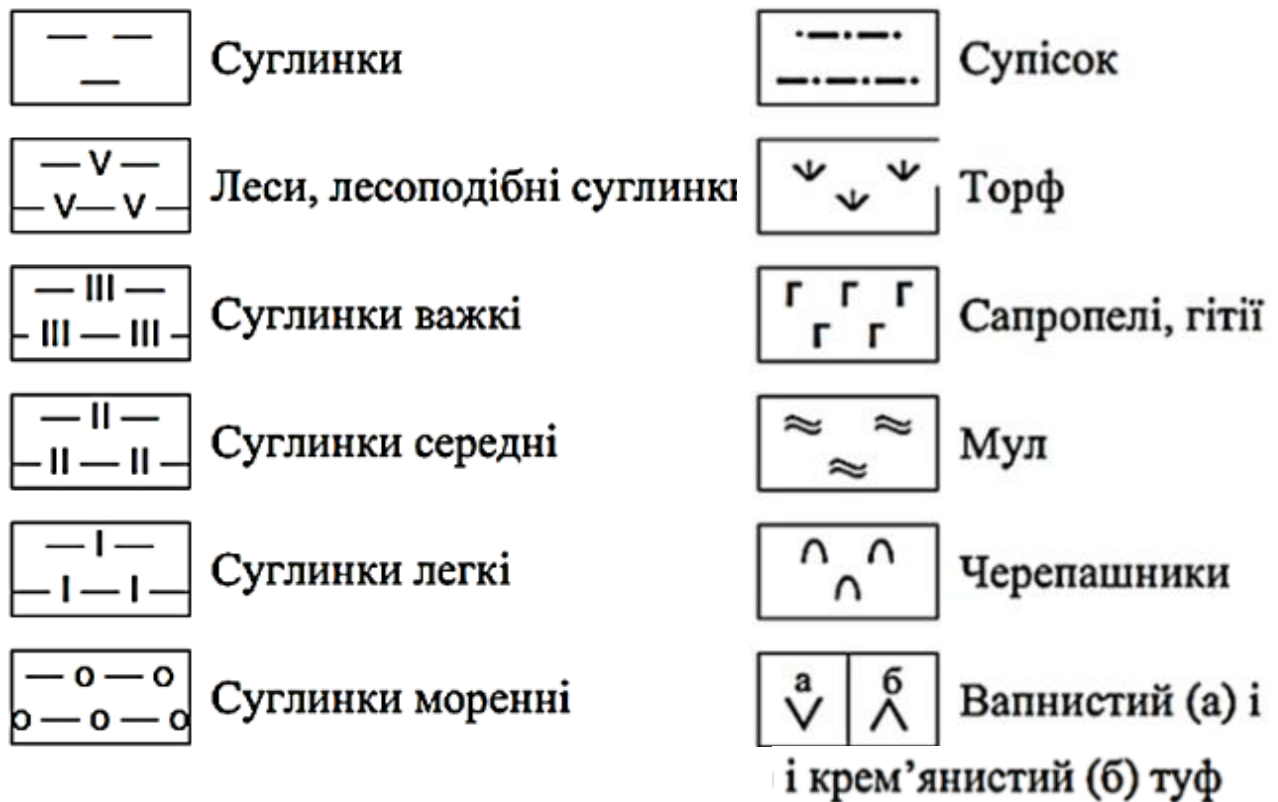 Суглинки
Леси, лесоподібні суглинки
Суглинки важкі
Суглинки середні
Суглинки легкі
Суглинки моренні
Супісок
Торф
Г Г Г
Г Г
Сапропелі, гітії
Мул
Черепашники
а б
Вапнистий (а) і
і крем’янистий (б) туф